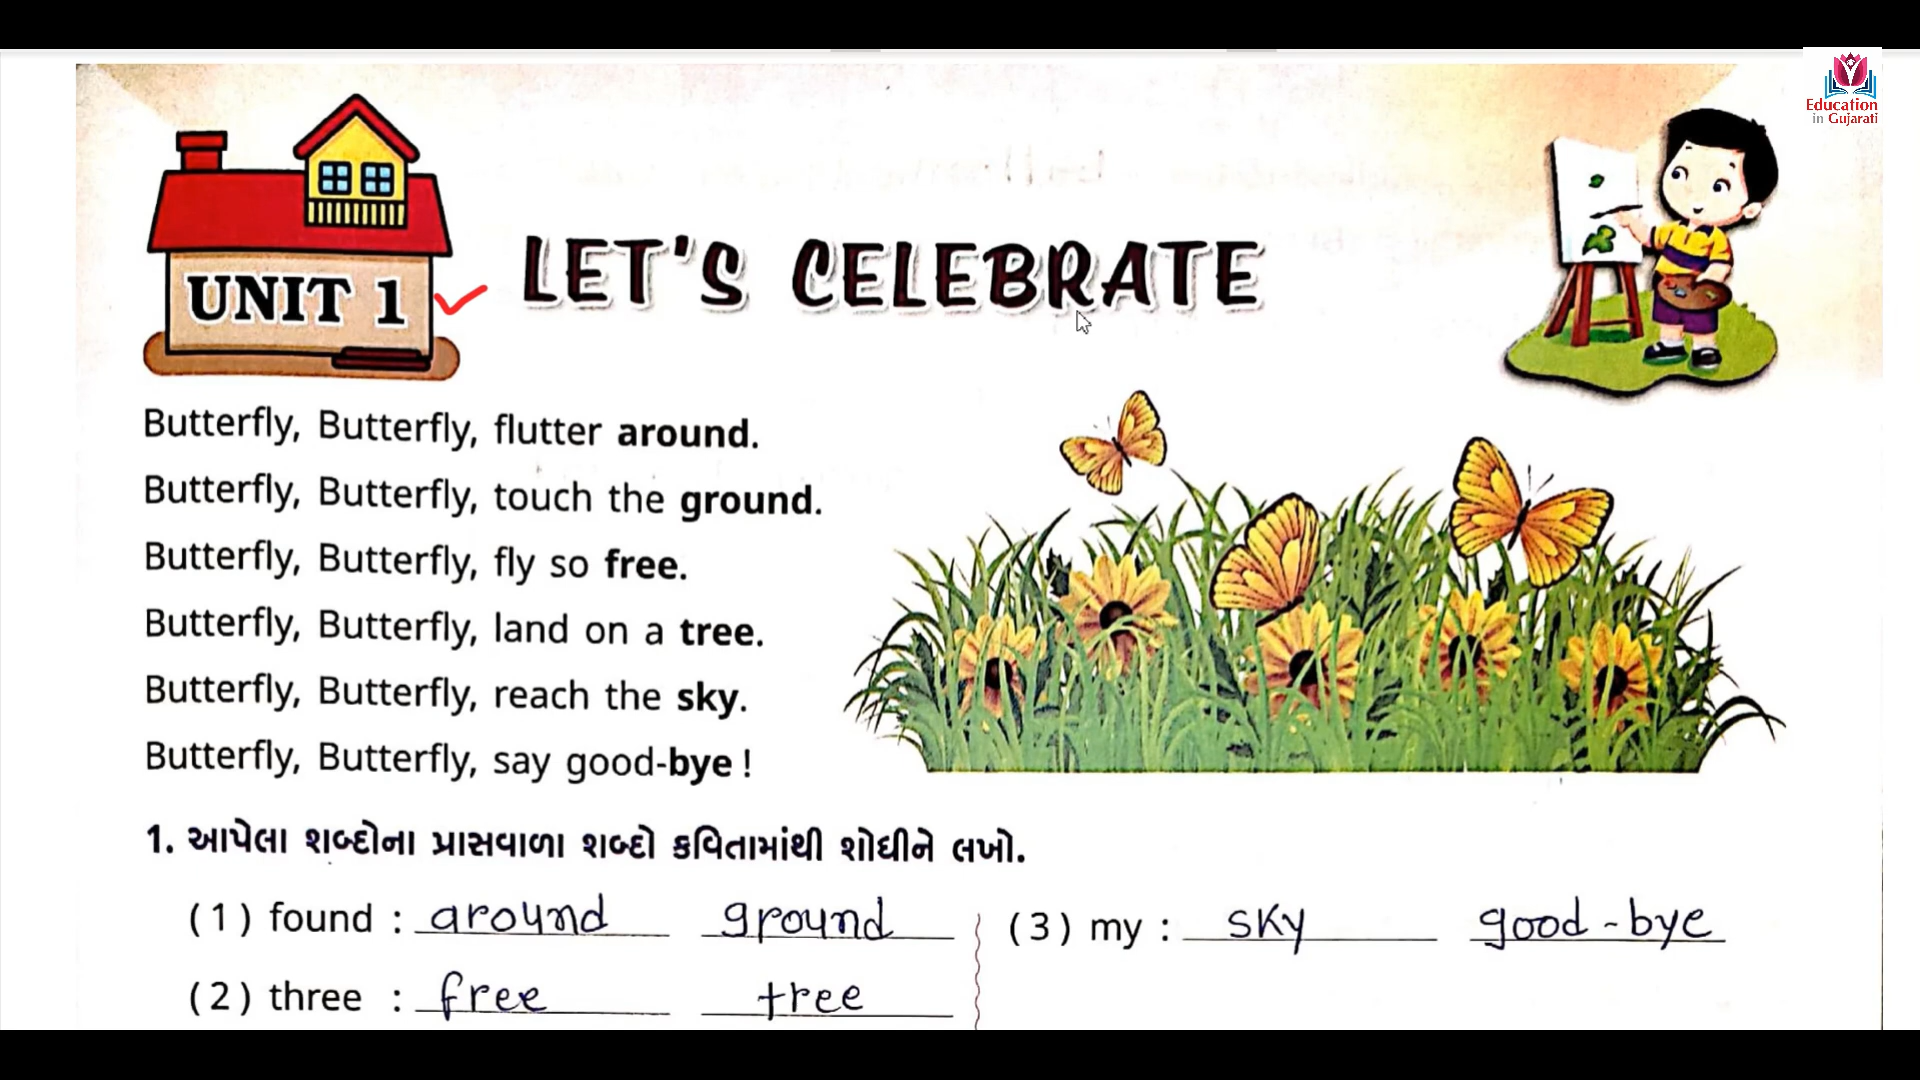 Education
in Gujarati
UNIT 1
LET'S CELEBRATE
Butterfly, Butterfly, flutter around.
Butterfly, Butterfly, touch the ground.
Butterfly, Butterfly, fly so free.
Butterfly, Butterfly, land on a tree.
Butterfly, Butterfly, reach the sky.
Butterfly, Butterfly, say good-bye !
1. આપેલા શબ્દોના પ્રાસવાળા શબ્દો કવિતામાંથી શોધીને લખો.
(1) found : around ground
(2) three : free tree
(3) my : sky good-bye